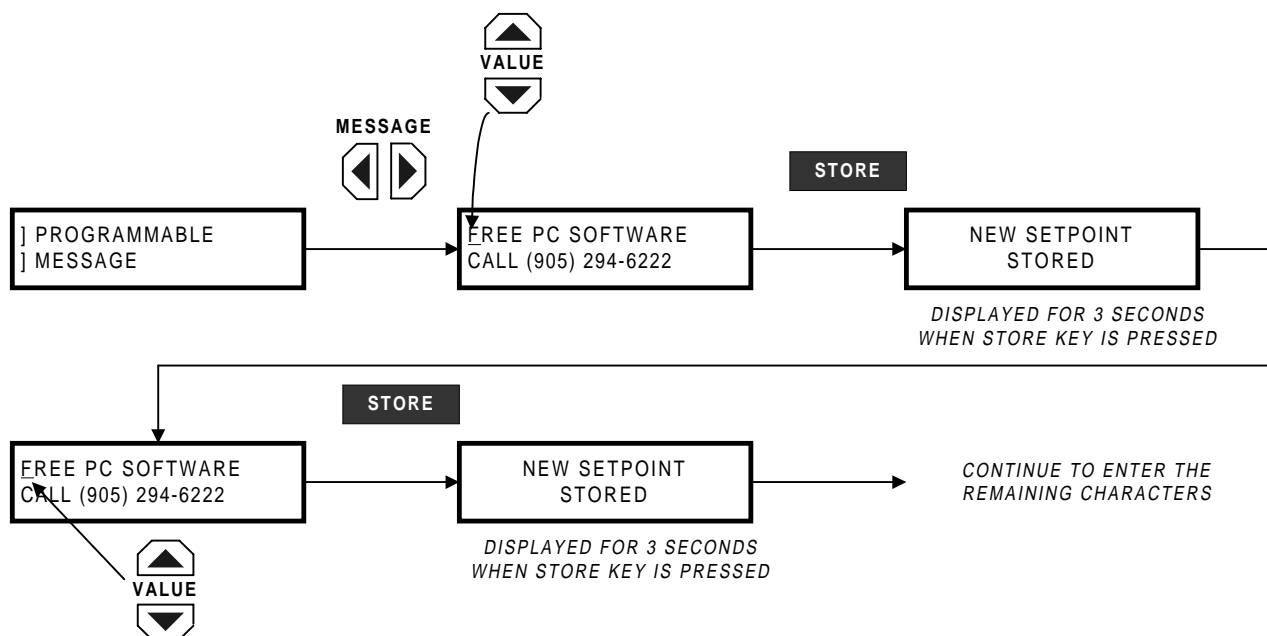 VALUE
MESSAGE
STORE
] PROGRAMMABLE
] MESSAGE
FREE PC SOFTWARE
CALL (905) 294-6222
NEW SETPOINT
STORED
DISPLAYED FOR 3 SECONDS
WHEN STORE KEY IS PRESSED
STORE
FREE PC SOFTWARE
CALL (905) 294-6222
NEW SETPOINT
STORED
CONTINUE TO ENTER THE
REMAINING CHARACTERS
DISPLAYED FOR 3 SECONDS
WHEN STORE KEY IS PRESSED
VALUE